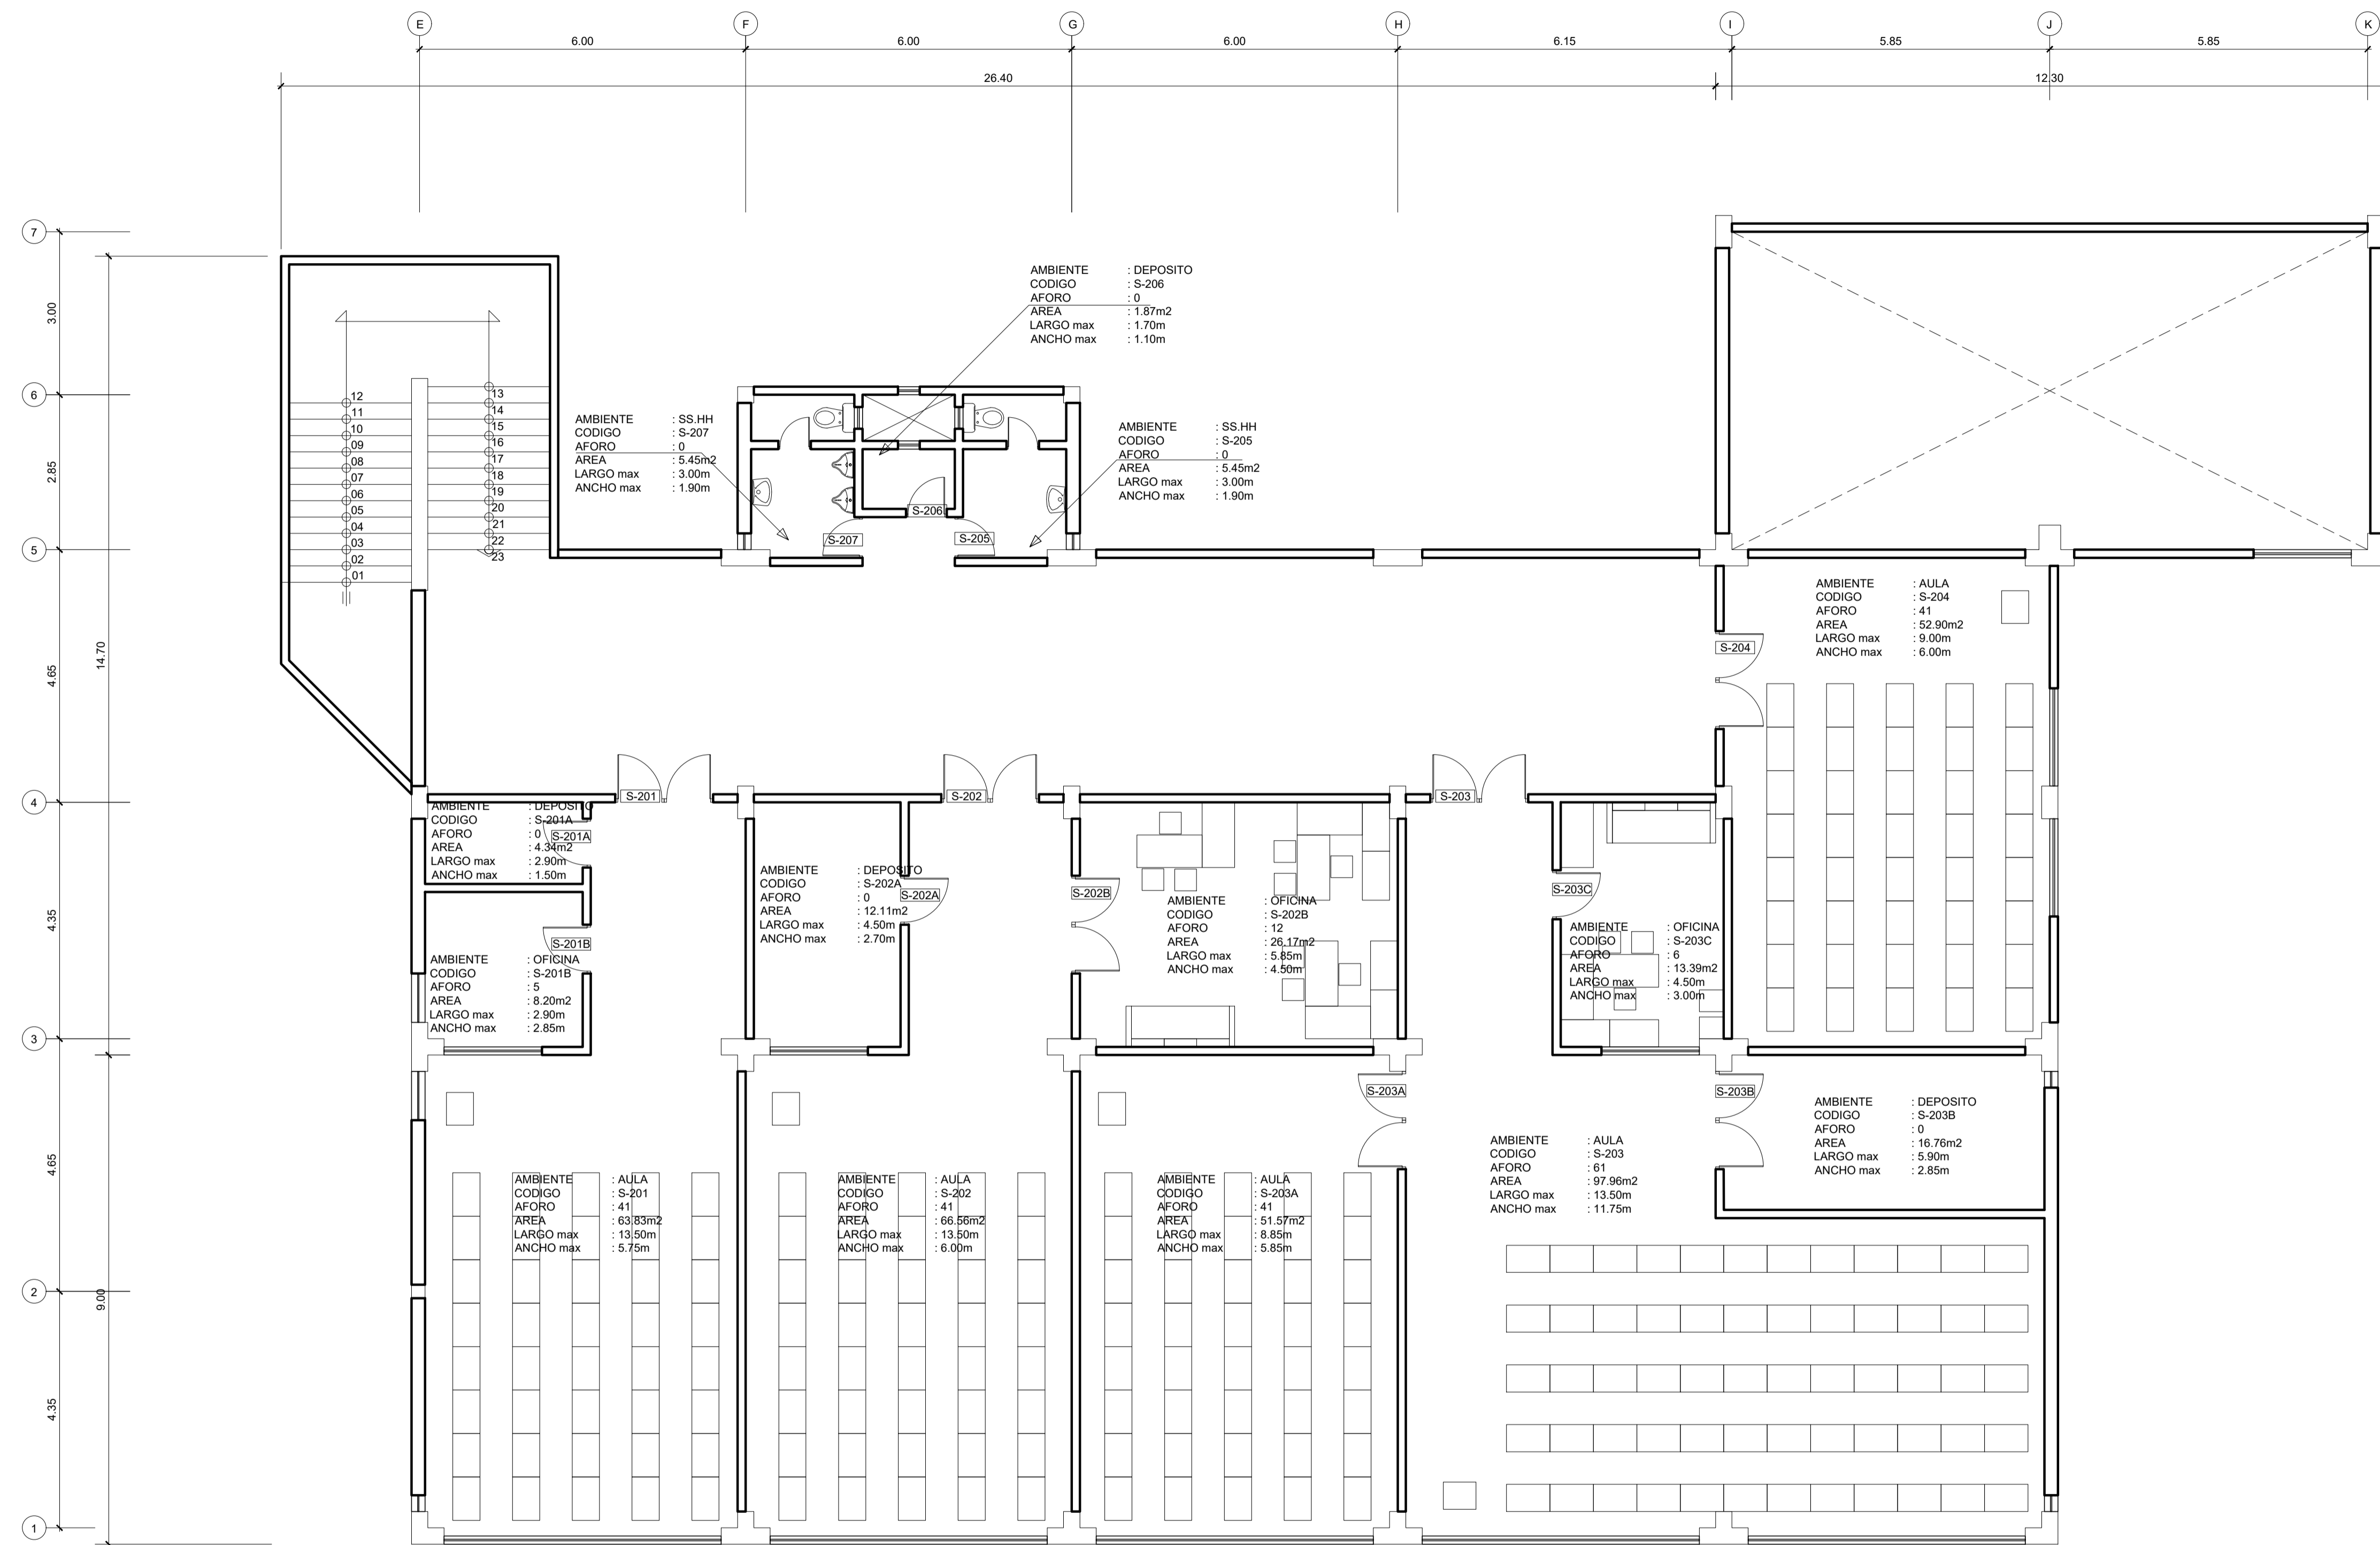 E F G H I J K
6.00 6.00 6.00 6.15 5.85 5.85
26.40 12.30
7
6
5
4
3
2
1
3.00
2.85
4.65
4.35
4.65
4.35
14.70
9.00
12
11
10
09
08
07
06
05
04
03
02
01
13
14
15
16
17
18
19
20
21
22
23
AMBIENTE : DEPOSITO
CODIGO : S-206
AFORO : 0
AREA : 1.87m2
LARGO max : 1.70m
ANCHO max : 1.10m
AMBIENTE : SS.HH
CODIGO : S-207
AFORO : 0
AREA : 5.45m2
LARGO max : 3.00m
ANCHO max : 1.90m
AMBIENTE : SS.HH
CODIGO : S-205
AFORO : 0
AREA : 5.45m2
LARGO max : 3.00m
ANCHO max : 1.90m
S-206
S-207
S-205
AMBIENTE : AULA
CODIGO : S-204
AFORO : 41
AREA : 52.90m2
LARGO max : 9.00m
ANCHO max : 6.00m
S-204
S-201
S-202
S-203
AMBIENTE : DEPOSITO
CODIGO : S-201A
AFORO : 0
AREA : 4.34m2
LARGO max : 2.90m
ANCHO max : 1.50m
S-201A
S-201B
AMBIENTE : OFICINA
CODIGO : S-201B
AFORO : 5
AREA : 8.20m2
LARGO max : 2.90m
ANCHO max : 2.85m
AMBIENTE : DEPOSITO
CODIGO : S-202A
AFORO : 0
AREA : 12.11m2
LARGO max : 4.50m
ANCHO max : 2.70m
S-202A
S-202B
AMBIENTE : OFICINA
CODIGO : S-202B
AFORO : 12
AREA : 26.17m2
LARGO max : 5.85m
ANCHO max : 4.50m
S-203C
AMBIENTE : OFICINA
CODIGO : S-203C
AFORO : 6
AREA : 13.39m2
LARGO max : 4.50m
ANCHO max : 3.00m
S-203A
S-203B
AMBIENTE : DEPOSITO
CODIGO : S-203B
AFORO : 0
AREA : 16.76m2
LARGO max : 5.90m
ANCHO max : 2.85m
AMBIENTE : AULA
CODIGO : S-201
AFORO : 41
AREA : 63.83m2
LARGO max : 13.50m
ANCHO max : 5.75m
AMBIENTE : AULA
CODIGO : S-202
AFORO : 41
AREA : 66.56m2
LARGO max : 13.50m
ANCHO max : 6.00m
AMBIENTE : AULA
CODIGO : S-203A
AFORO : 41
AREA : 51.57m2
LARGO max : 8.85m
ANCHO max : 5.85m
AMBIENTE : AULA
CODIGO : S-203
AFORO : 61
AREA : 97.96m2
LARGO max : 13.50m
ANCHO max : 11.75m